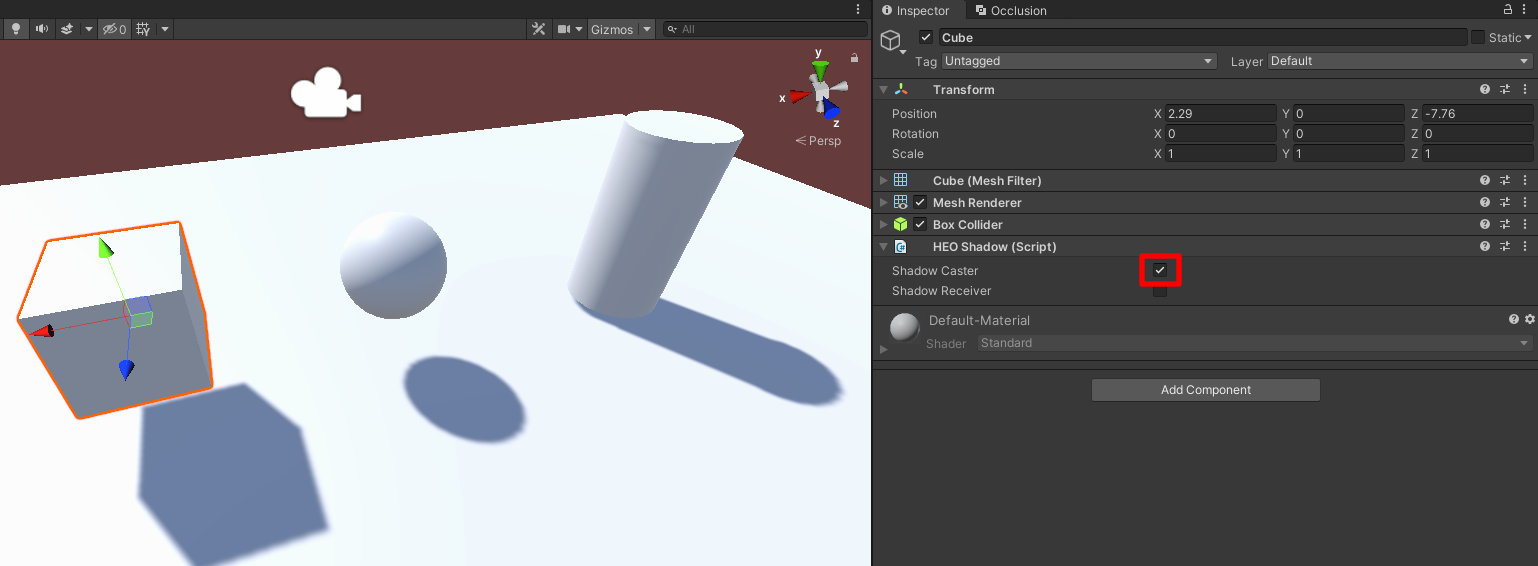 Inspector Occlusion
0 Gizmos All
Cube Static
Tag Untagged Layer Default
Transform
Position X 2.29 Y 0 Z -7.76
Rotation X 0 Y 0 Z 0
Scale X 1 Y 1 Z 1
Cube (Mesh Filter)
Mesh Renderer
Box Collider
HEO Shadow (Script)
Shadow Caster
Shadow Receiver
Default-Material
Shader Standard
Add Component
y
x
z
Persp